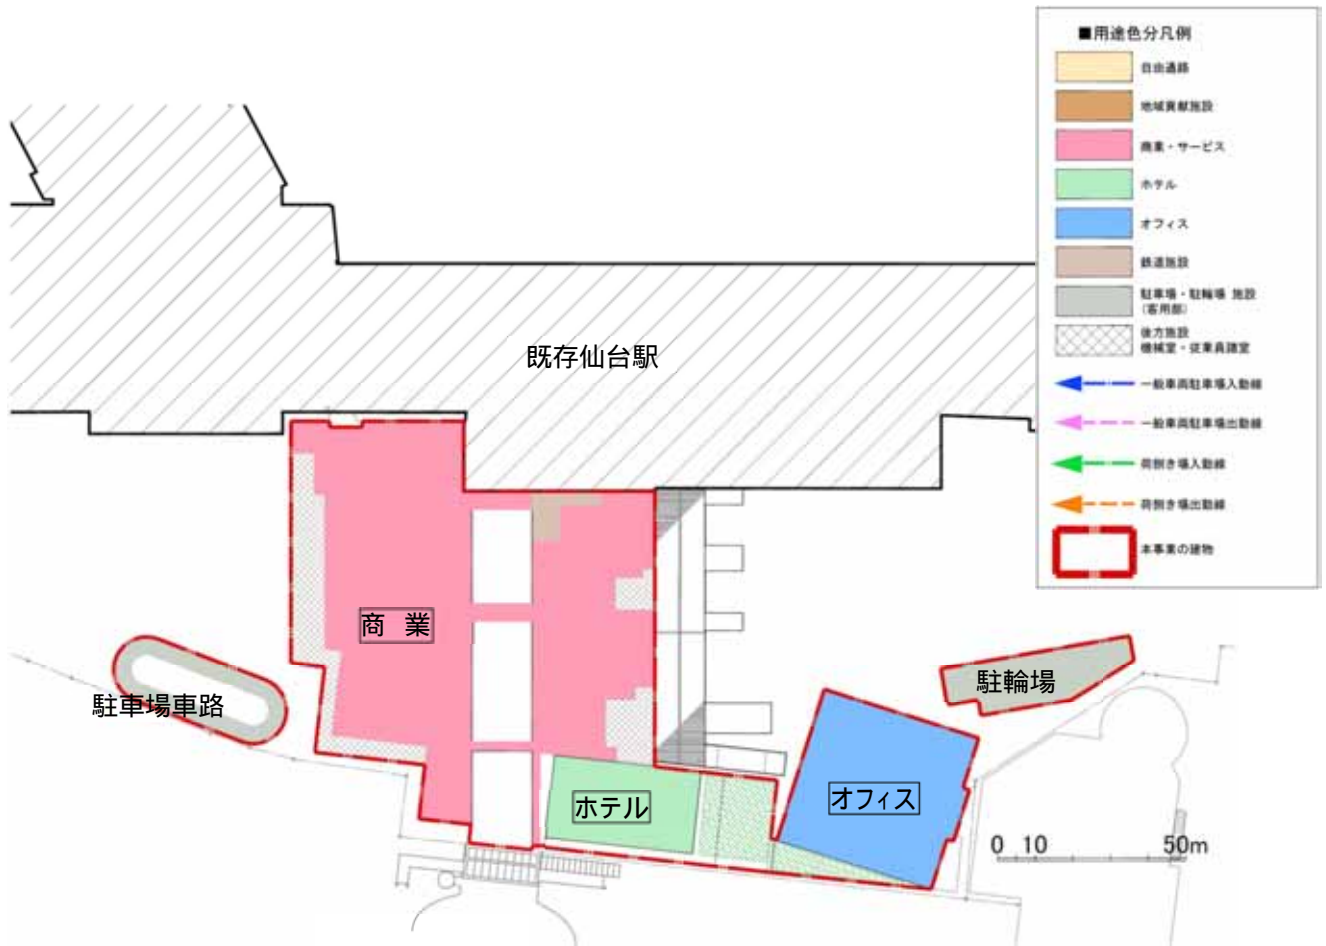 ■用途色分凡例
自由通路
地域貢献施設
商業・サービス
ホテル
オフィス
鉄道施設
駐車場・駐輪場 施設
(客用部)
後方施設
機械室・従業員諸室
一般車両駐車場入動線
一般車両駐車場出動線
荷捌き場入動線
荷捌き場出動線
本事業の建物
既存仙台駅
商 業
駐車場車路
駐輪場
ホテル
オフィス
0 10 50m